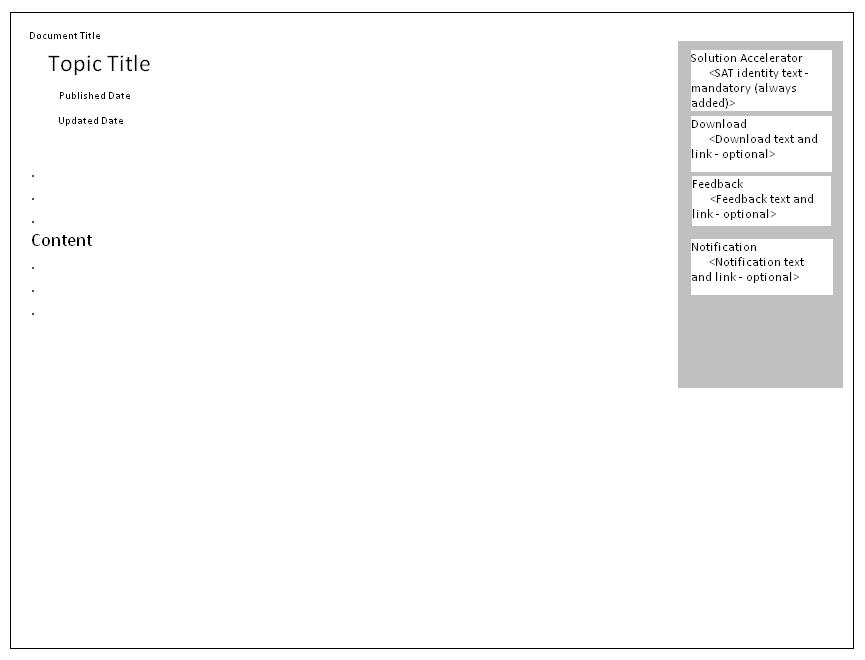 Document Title
Topic Title
Published Date
Updated Date
.
.
.
Content
.
.
.
Solution Accelerator
<SAT identity text -
mandatory (always
added)>
Download
<Download text and
link - optional>
Feedback
<Feedback text and
link - optional>
Notification
<Notification text
and link - optional>